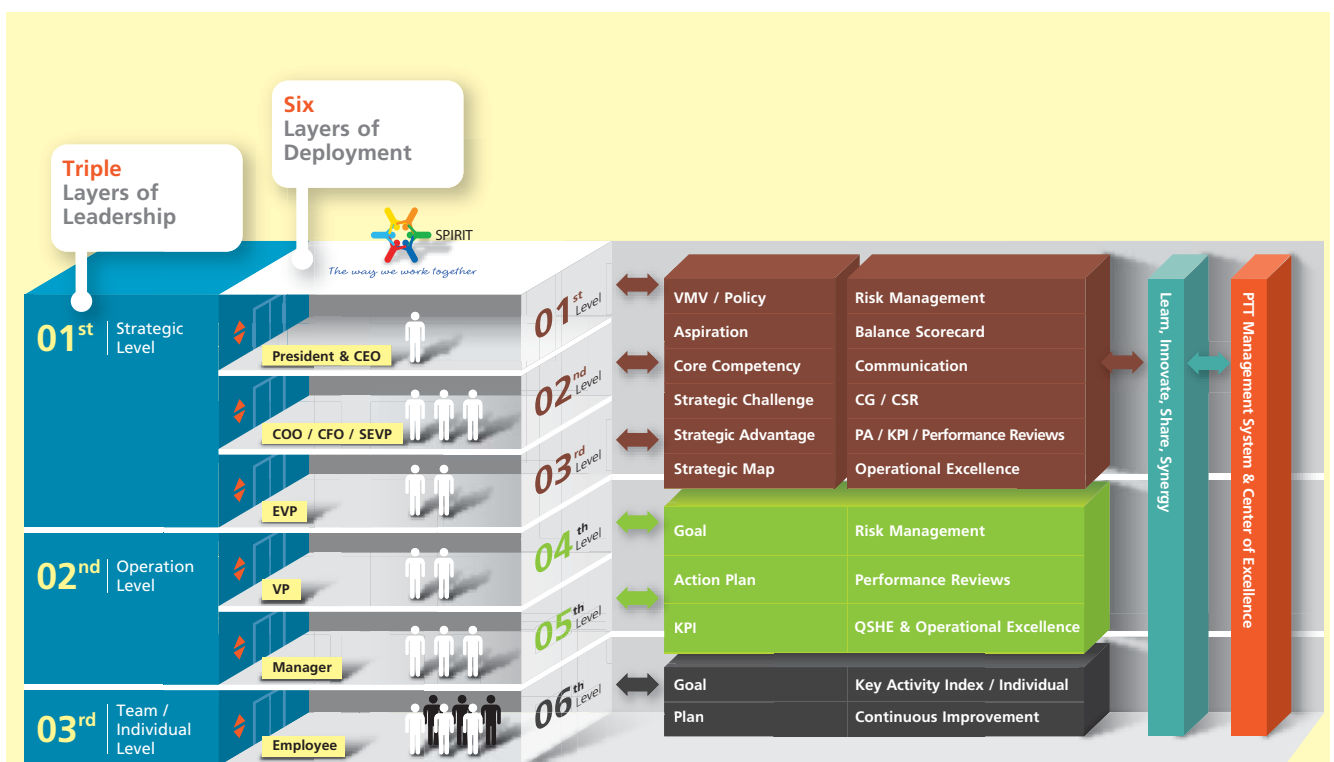 Six
Layers of
Deployment
Triple
Layers of
Leadership
SPIRIT
The way we work together
01st
Strategic
Level
President & CEO
COO / CFO / SEVP
EVP
02nd
Operation
Level
VP
Manager
03rd
Team /
Individual
Level
Employee
01st Level
02nd Level
03rd Level
04th Level
05th Level
06th Level
VMV / Policy
Risk Management
Aspiration
Balance Scorecard
Core Competency
Communication
Strategic Challenge
CG / CSR
Strategic Advantage
PA / KPI / Performance Reviews
Strategic Map
Operational Excellence
Goal
Risk Management
Action Plan
Performance Reviews
KPI
QSHE & Operational Excellence
Goal
Key Activity Index / Individual
Plan
Continuous Improvement
Learn, Innovate, Share, Synergy
PTT Management System & Center of Excellence